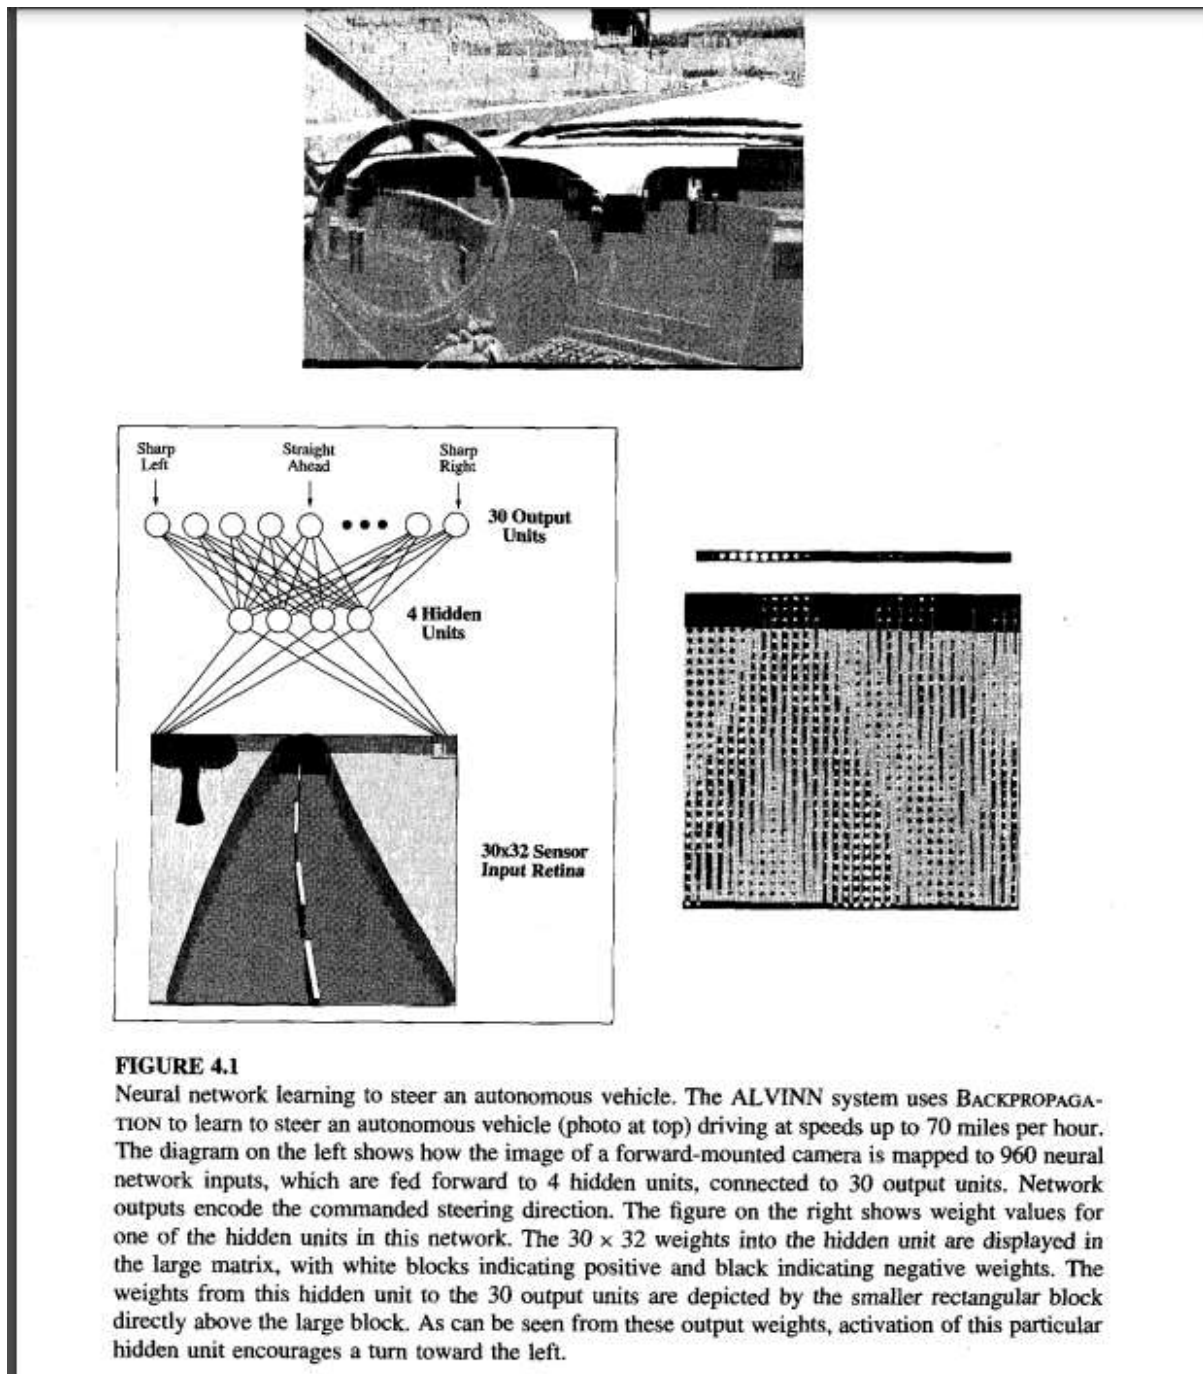 Sharp Left
Straight Ahead
Sharp Right
30 Output
Units
4 Hidden
Units
30x32 Sensor
Input Retina
FIGURE 4.1
Neural network learning to steer an autonomous vehicle. The ALVINN system uses BACKPROPAGA-
TION to learn to steer an autonomous vehicle (photo at top) driving at speeds up to 70 miles per hour.
The diagram on the left shows how the image of a forward-mounted camera is mapped to 960 neural
network inputs, which are fed forward to 4 hidden units, connected to 30 output units. Network
outputs encode the commanded steering direction. The figure on the right shows weight values for
one of the hidden units in this network. The 30 × 32 weights into the hidden unit are displayed in
the large matrix, with white blocks indicating positive and black indicating negative weights. The
weights from this hidden unit to the 30 output units are depicted by the smaller rectangular block
directly above the large block. As can be seen from these output weights, activation of this particular
hidden unit encourages a turn toward the left.